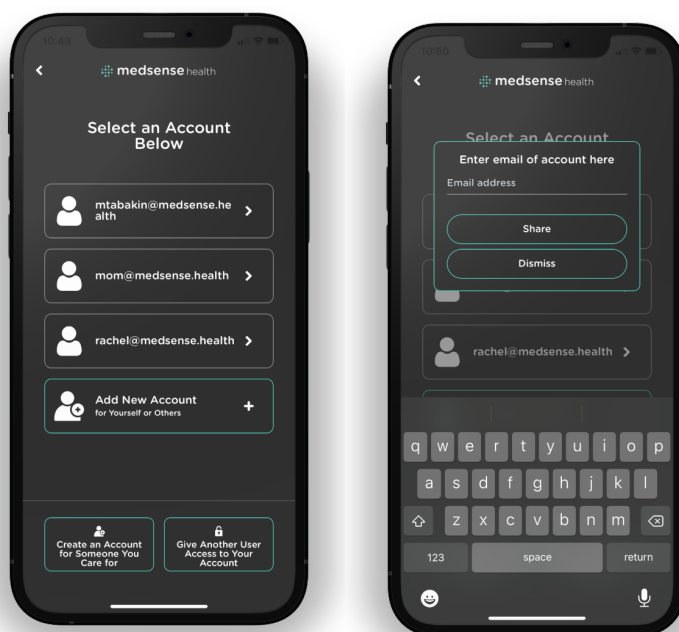 10:49
medsense health
Select an Account
Below
mtabakin@medsense.he
alth
mom@medsense.health
rachel@medsense.health
Add New Account
for Yourself or Others
Create an Account
for Someone You
Care for
Give Another User
Access to Your
Account
10:50
medsense health
Select an Account
Enter email of account here
Email address
Share
Dismiss
rachel@medsense.health
q w e r t y u i o p
a s d f g h j k l
z x c v b n m
123 space return